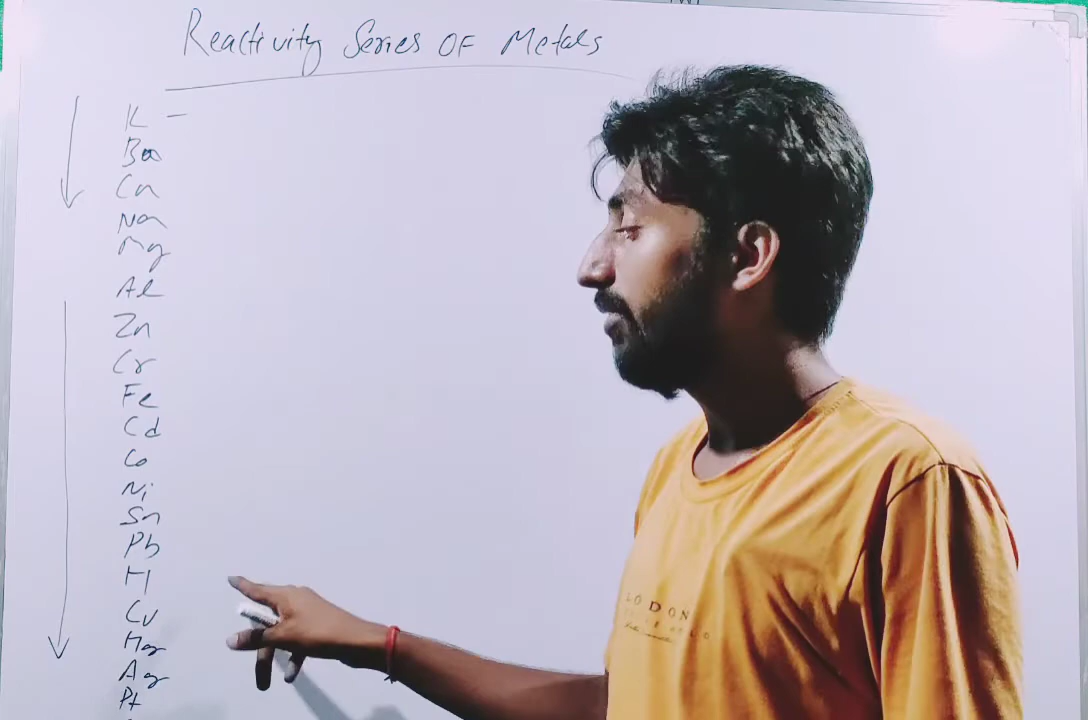 Reactivity Series OF Metals
K -
Ba
Ca
Na
Mg
Al
Zn
Cr
Fe
Cd
Co
Ni
Sn
Pb
H
Cu
Hg
Ag
Pt
LONDON